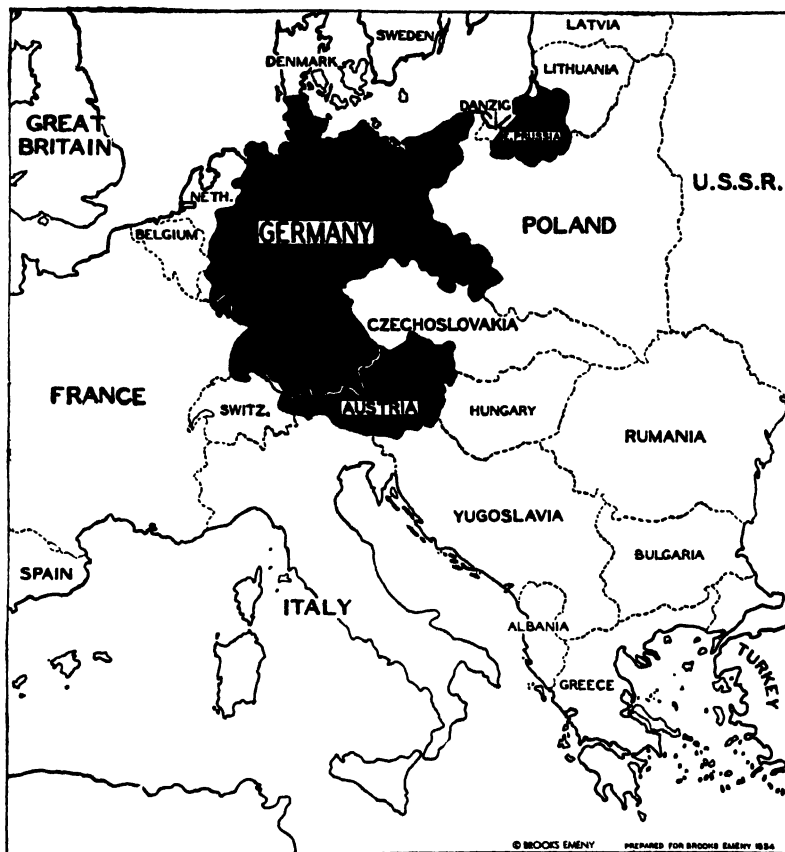 LATVIA
SWEDEN
DENMARK
LITHUANIA
DANZIG
E. PRUSSIA
GREAT
BRITAIN
U.S.S.R.
NETH.
BELGIUM
GERMANY
POLAND
CZECHOSLOVAKIA
FRANCE
SWITZ.
AUSTRIA
HUNGARY
RUMANIA
YUGOSLAVIA
BULGARIA
SPAIN
ITALY
ALBANIA
TURKEY
GREECE
© BROOKS EMENY PREPARED FOR BROOKS EMENY 1934